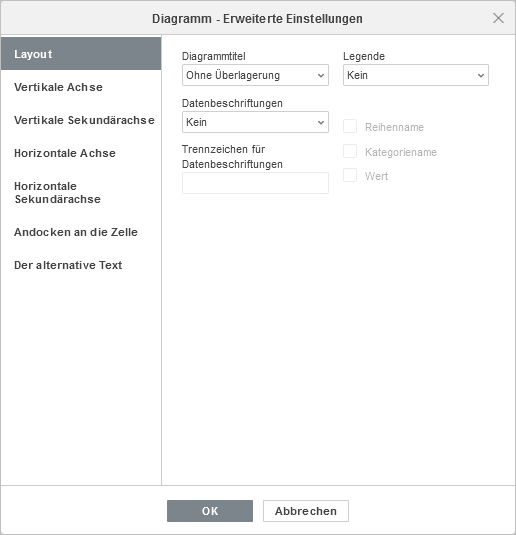 Diagramm - Erweiterte Einstellungen
Layout
Vertikale Achse
Vertikale Sekundärachse
Horizontale Achse
Horizontale
Sekundärachse
Andocken an die Zelle
Der alternative Text
Diagrammtitel
Ohne Überlagerung
Legende
Kein
Datenbeschriftungen
Kein
Trennzeichen für
Datenbeschriftungen
Reihenname
Kategoriename
Wert
OK
Abbrechen